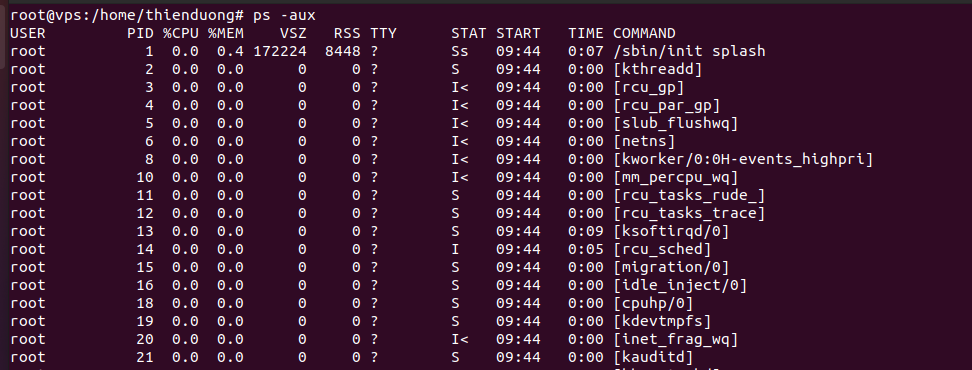 root@vps:/home/thienduong# ps -aux
USER         PID %CPU %MEM    VSZ   RSS TTY      STAT START   TIME COMMAND
root           1  0.0  0.4 172224  8448 ?        Ss   09:44   0:07 /sbin/init splash
root           2  0.0  0.0      0     0 ?        S    09:44   0:00 [kthreadd]
root           3  0.0  0.0      0     0 ?        I<   09:44   0:00 [rcu_gp]
root           4  0.0  0.0      0     0 ?        I<   09:44   0:00 [rcu_par_gp]
root           5  0.0  0.0      0     0 ?        I<   09:44   0:00 [slub_flushwq]
root           6  0.0  0.0      0     0 ?        I<   09:44   0:00 [netns]
root           8  0.0  0.0      0     0 ?        I<   09:44   0:00 [kworker/0:0H-events_highpri]
root          10  0.0  0.0      0     0 ?        I<   09:44   0:00 [mm_percpu_wq]
root          11  0.0  0.0      0     0 ?        S    09:44   0:00 [rcu_tasks_rude_]
root          12  0.0  0.0      0     0 ?        S    09:44   0:00 [rcu_tasks_trace]
root          13  0.0  0.0      0     0 ?        S    09:44   0:09 [ksoftirqd/0]
root          14  0.0  0.0      0     0 ?        I    09:44   0:05 [rcu_sched]
root          15  0.0  0.0      0     0 ?        S    09:44   0:00 [migration/0]
root          16  0.0  0.0      0     0 ?        S    09:44   0:00 [idle_inject/0]
root          18  0.0  0.0      0     0 ?        S    09:44   0:00 [cpuhp/0]
root          19  0.0  0.0      0     0 ?        S    09:44   0:00 [kdevtmpfs]
root          20  0.0  0.0      0     0 ?        I<   09:44   0:00 [inet_frag_wq]
root          21  0.0  0.0      0     0 ?        S    09:44   0:00 [kauditd]